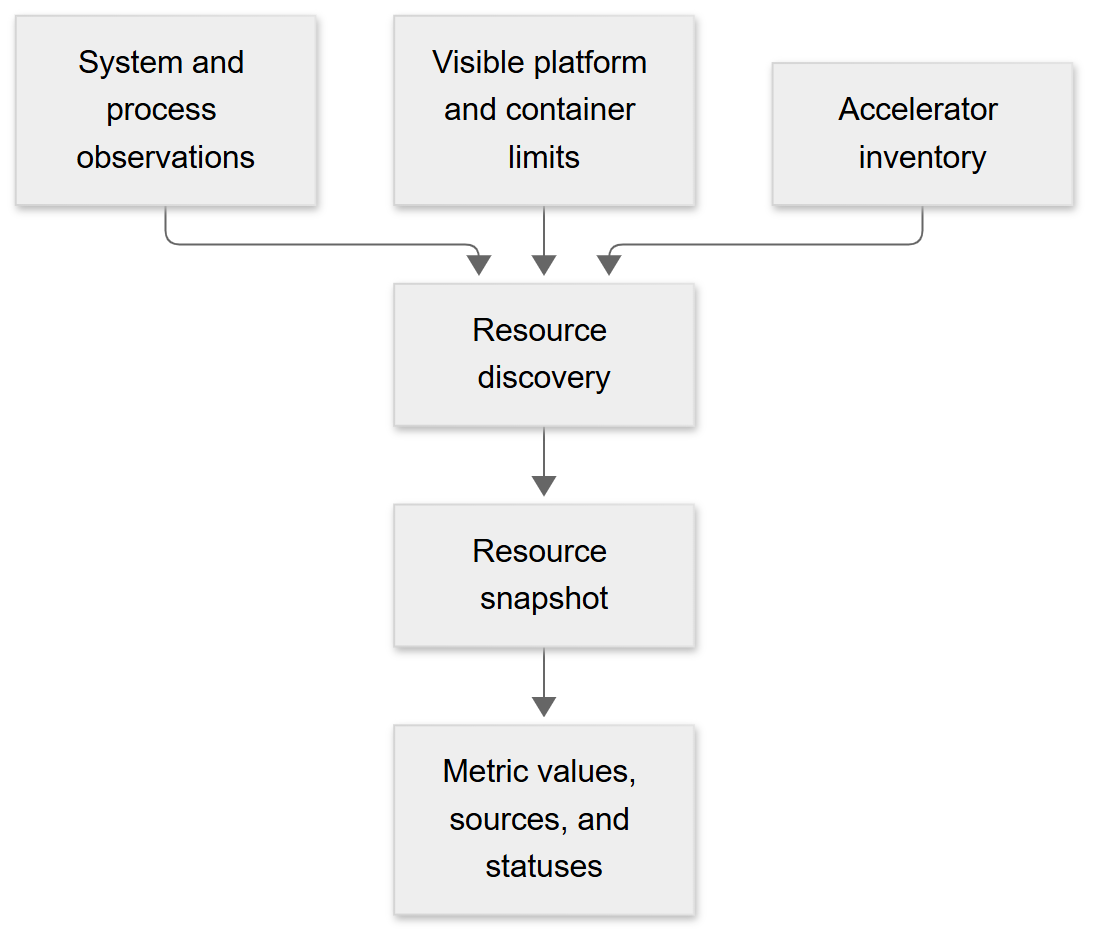 System and
process
observations
Visible platform
and container
limits
Accelerator
inventory
Resource
discovery
Resource
snapshot
Metric values,
sources, and
statuses